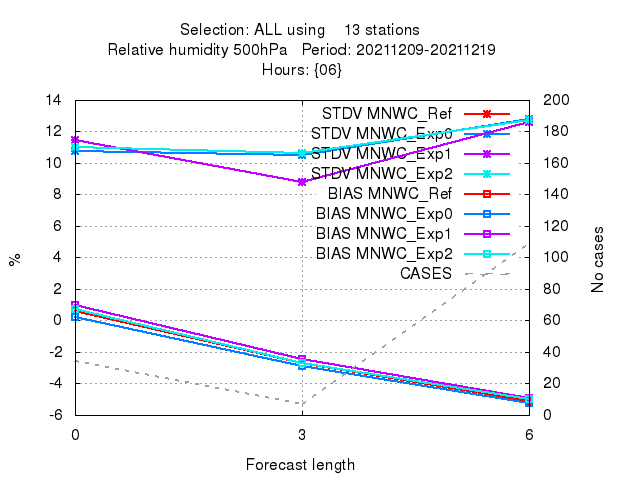 Selection: ALL using 13 stations
Relative humidity 500hPa Period: 20211209-20211219
Hours: {06}
14 200
12 180
10 160
8 140
6 120
4 100
2 80
0 60
-2 40
-4 20
-6 0
STDV MNWC_Ref
STDV MNWC_Exp0
STDV MNWC_Exp1
STDV MNWC_Exp2
BIAS MNWC_Ref
BIAS MNWC_Exp0
BIAS MNWC_Exp1
BIAS MNWC_Exp2
CASES
%
No cases
0 3 6
Forecast length